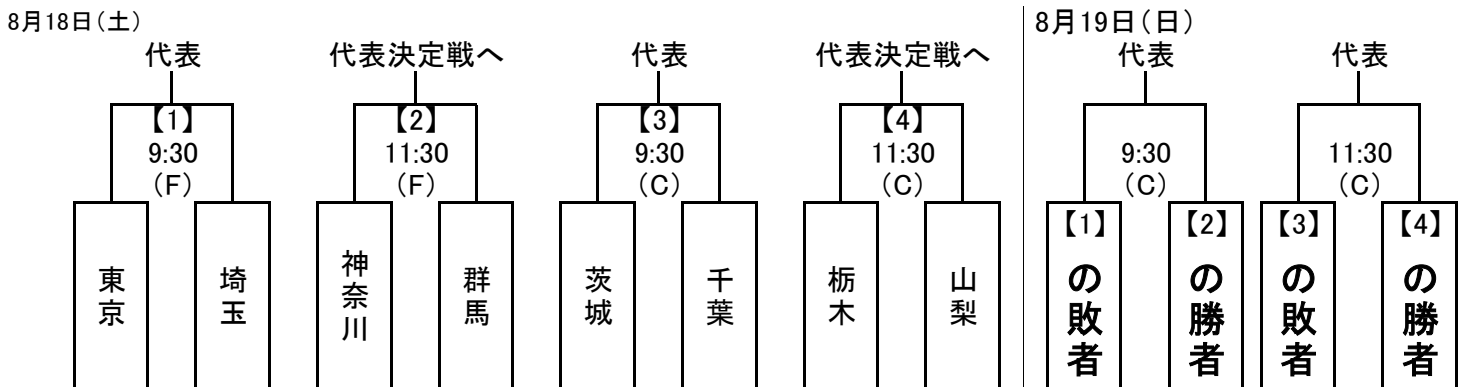 8月18日（土）
代表
代表決定戦へ
代表
代表決定戦へ
【1】
【2】
【3】
【4】
9:30
11:30
9:30
11:30
（F）
（F）
（C）
（C）
東京
埼玉
神奈川
群馬
茨城
千葉
栃木
山梨
8月19日（日）
代表
代表
9:30
11:30
（C）
（C）
【1】の敗者
【2】の勝者
【3】の敗者
【4】の勝者